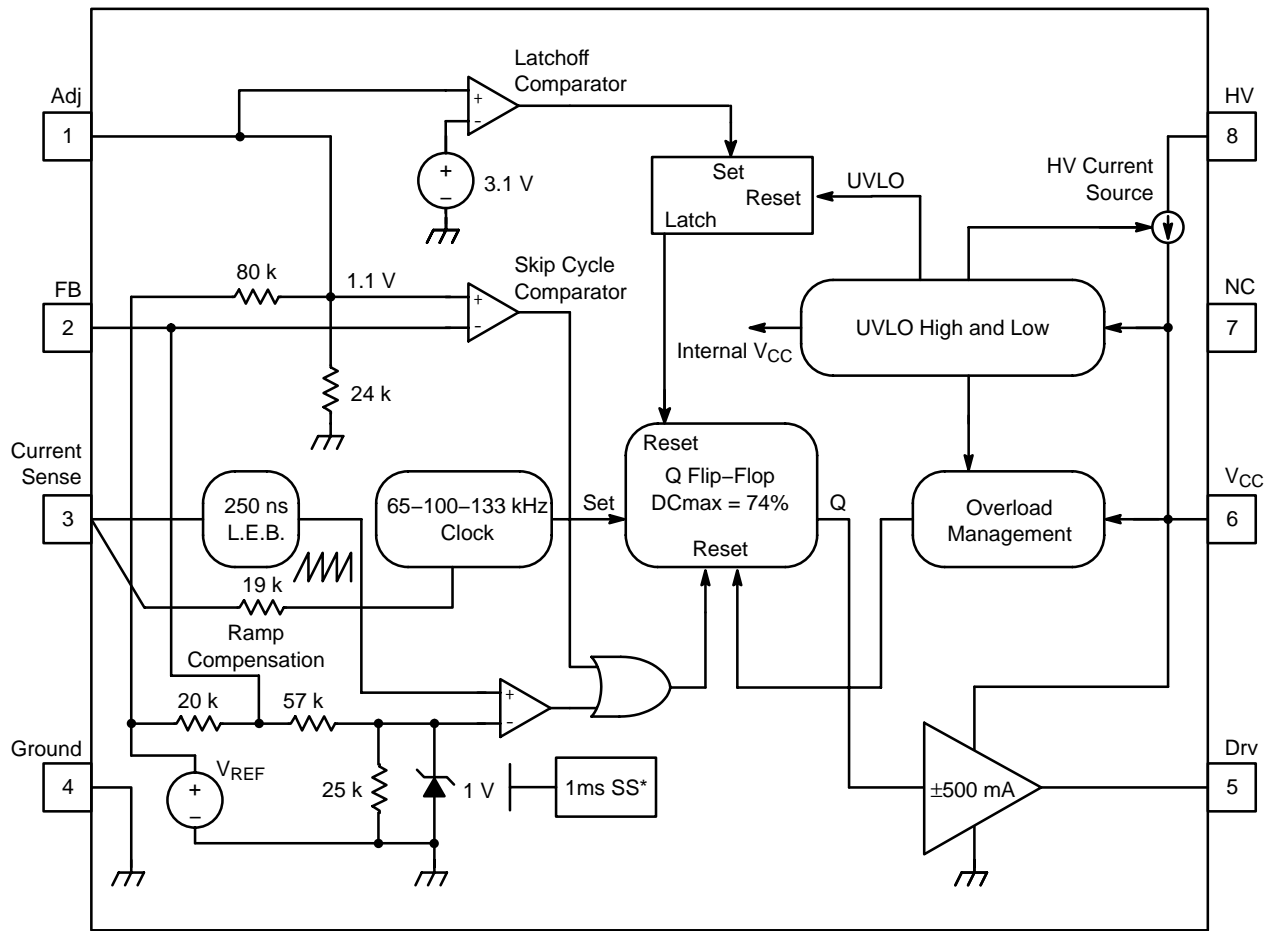 Latchoff
Comparator
Adj
1
+
-
+
-
3.1 V
Set
Reset
Latch
UVLO
HV
8
HV Current
Source
FB
2
80 k
1.1 V
Skip Cycle
Comparator
+
-
24 k
Internal VCC
UVLO High and Low
NC
7
Current
Sense
3
250 ns
L.E.B.
65−100−133 kHz
Clock
Set
Reset
Q Flip−Flop
DCmax = 74%
Reset
Q
Overload
Management
VCC
6
19 k
Ramp
Compensation
20 k
57 k
+
-
Ground
4
VREF
+
−
25 k
1 V
1ms SS*
±500 mA
Drv
5